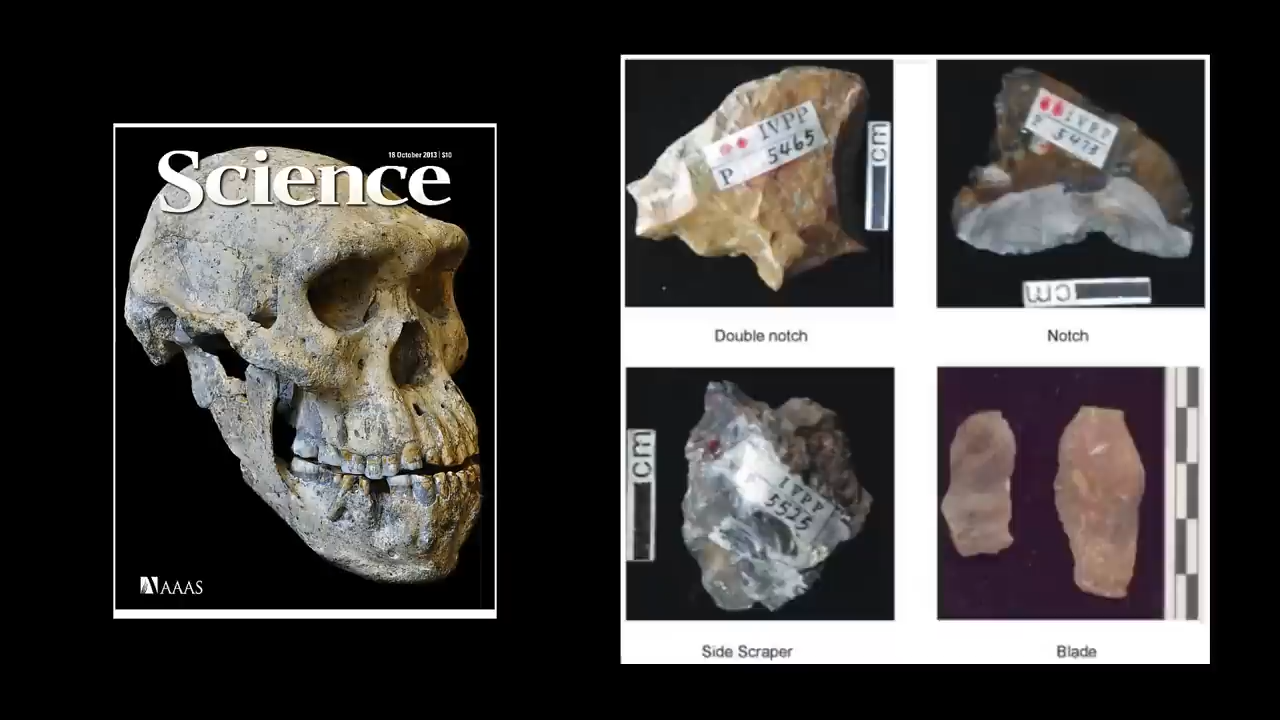 18 October 2013 | $10
Science
AAAS
IVPP
P 5465
cm
Double notch
IVPP
P 5473
cm
Notch
cm
IVPP
5525
Side Scraper
Blade